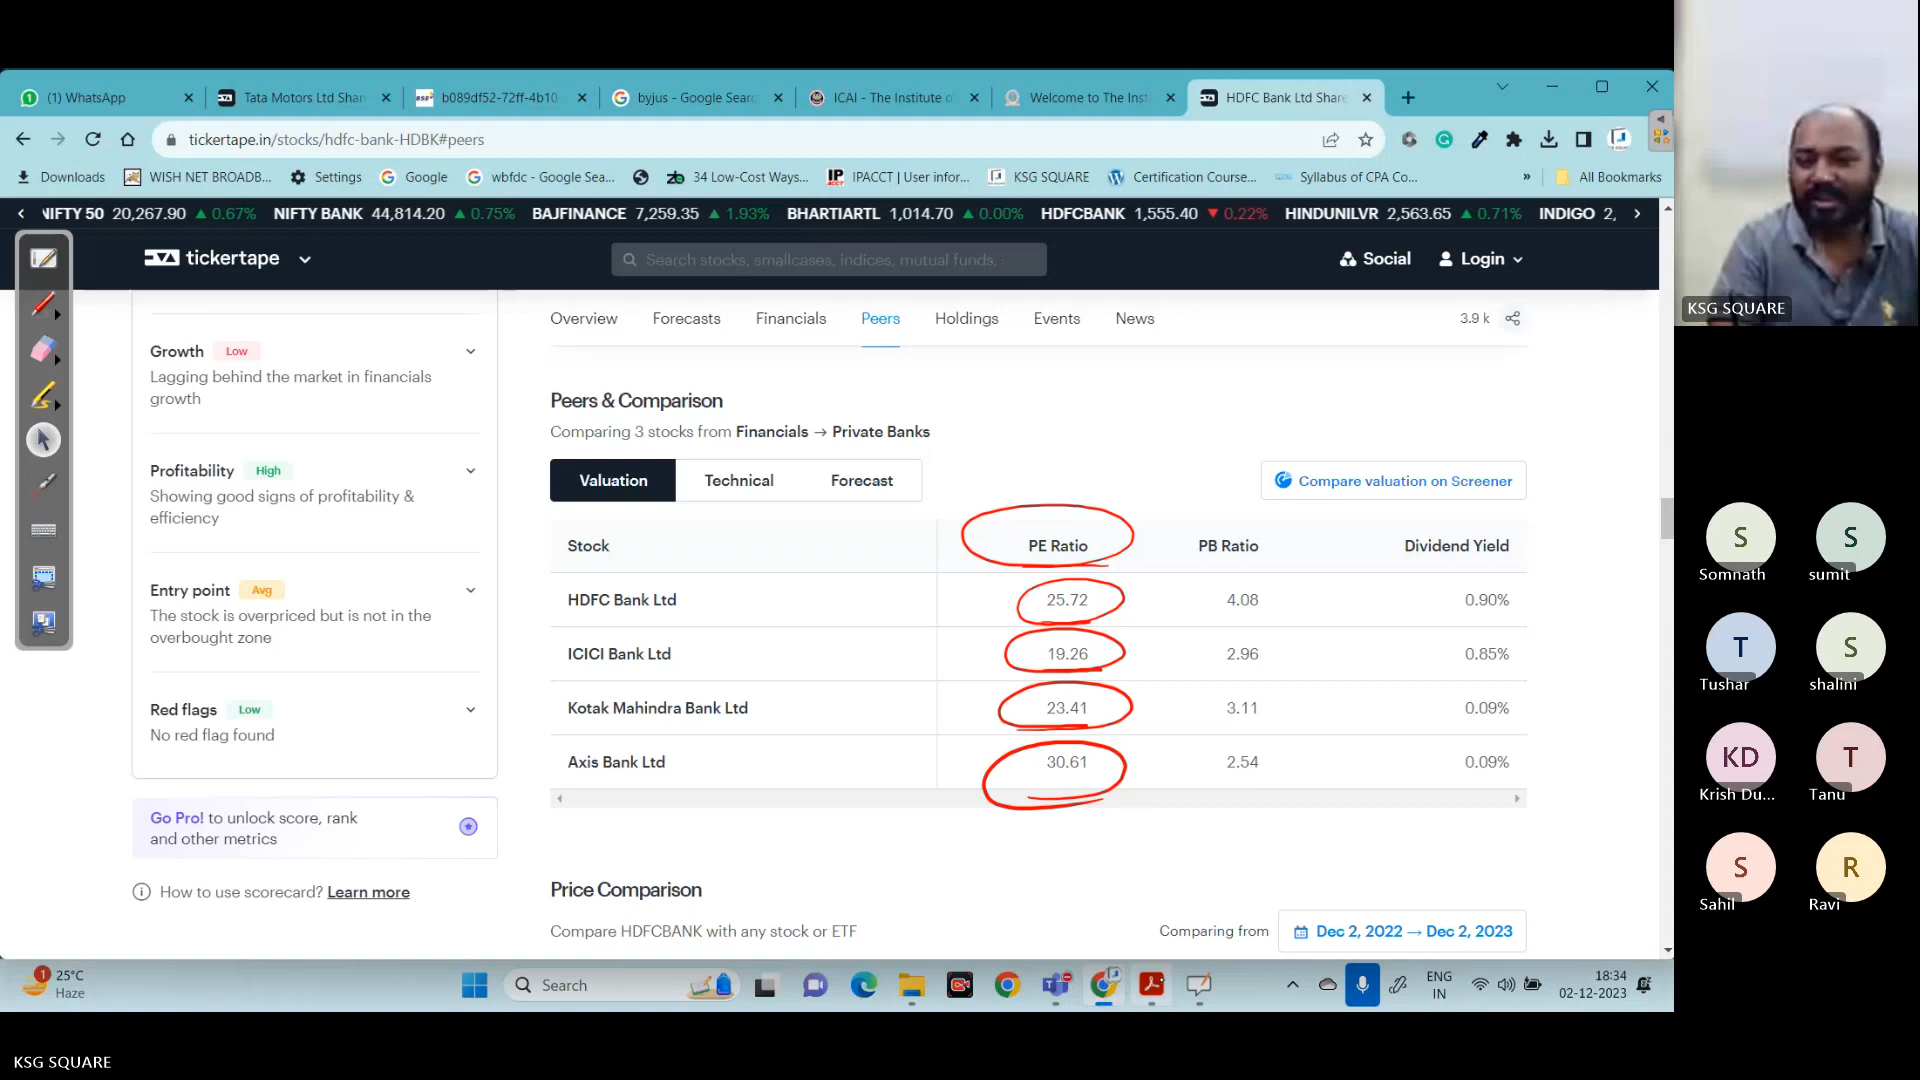 (1) WhatsApp
Tata Motors Ltd Shar
BSE
b089df52-72ff-4b10-
byjus - Google Searc
ICAI - The Institute o
Welcome to The Inst
HDFC Bank Ltd Share
tickertape.in/stocks/hdfc-bank-HDBK#peers
Downloads
WISH NET BROADB...
Settings
Google
wbfdc - Google Sea...
zb 34 Low-Cost Ways...
IP ACCT IPACCT | User infor...
KSG SQUARE
Certification Course...
Syllabus of CPA Co...
»
All Bookmarks
NIFTY 50 20,267.90 ▲ 0.67% NIFTY BANK 44,814.20 ▲ 0.75% BAJFINANCE 7,259.35 ▲ 1.93% BHARTIARTL 1,014.70 ▲ 0.00% HDFCBANK 1,555.40 ▼ 0.22% HINDUNILVR 2,563.65 ▲ 0.71% INDIGO 2,
tickertape
Search stocks, smallcases, indices, mutual funds, :
Social
Login
Growth Low
Lagging behind the market in financials
growth
Profitability High
Showing good signs of profitability &
efficiency
Entry point Avg
The stock is overpriced but is not in the
overbought zone
Red flags Low
No red flag found
Go Pro! to unlock score, rank
and other metrics
How to use scorecard? Learn more
Overview Forecasts Financials Peers Holdings Events News
3.9 k
Peers & Comparison
Comparing 3 stocks from Financials → Private Banks
Valuation Technical Forecast
Compare valuation on Screener
Stock PE Ratio PB Ratio Dividend Yield
HDFC Bank Ltd 25.72 4.08 0.90%
ICICI Bank Ltd 19.26 2.96 0.85%
Kotak Mahindra Bank Ltd 23.41 3.11 0.09%
Axis Bank Ltd 30.61 2.54 0.09%
Price Comparison
Compare HDFCBANK with any stock or ETF
Comparing from
Dec 2, 2022 → Dec 2, 2023
1
25°C
Haze
Search
ENG
IN
18:34
02-12-2023
KSG SQUARE
S
Somnath
S
sumit
T
Tushar
S
shalini
KD
Krish Du...
T
Tanu
S
Sahil
R
Ravi
KSG SQUARE